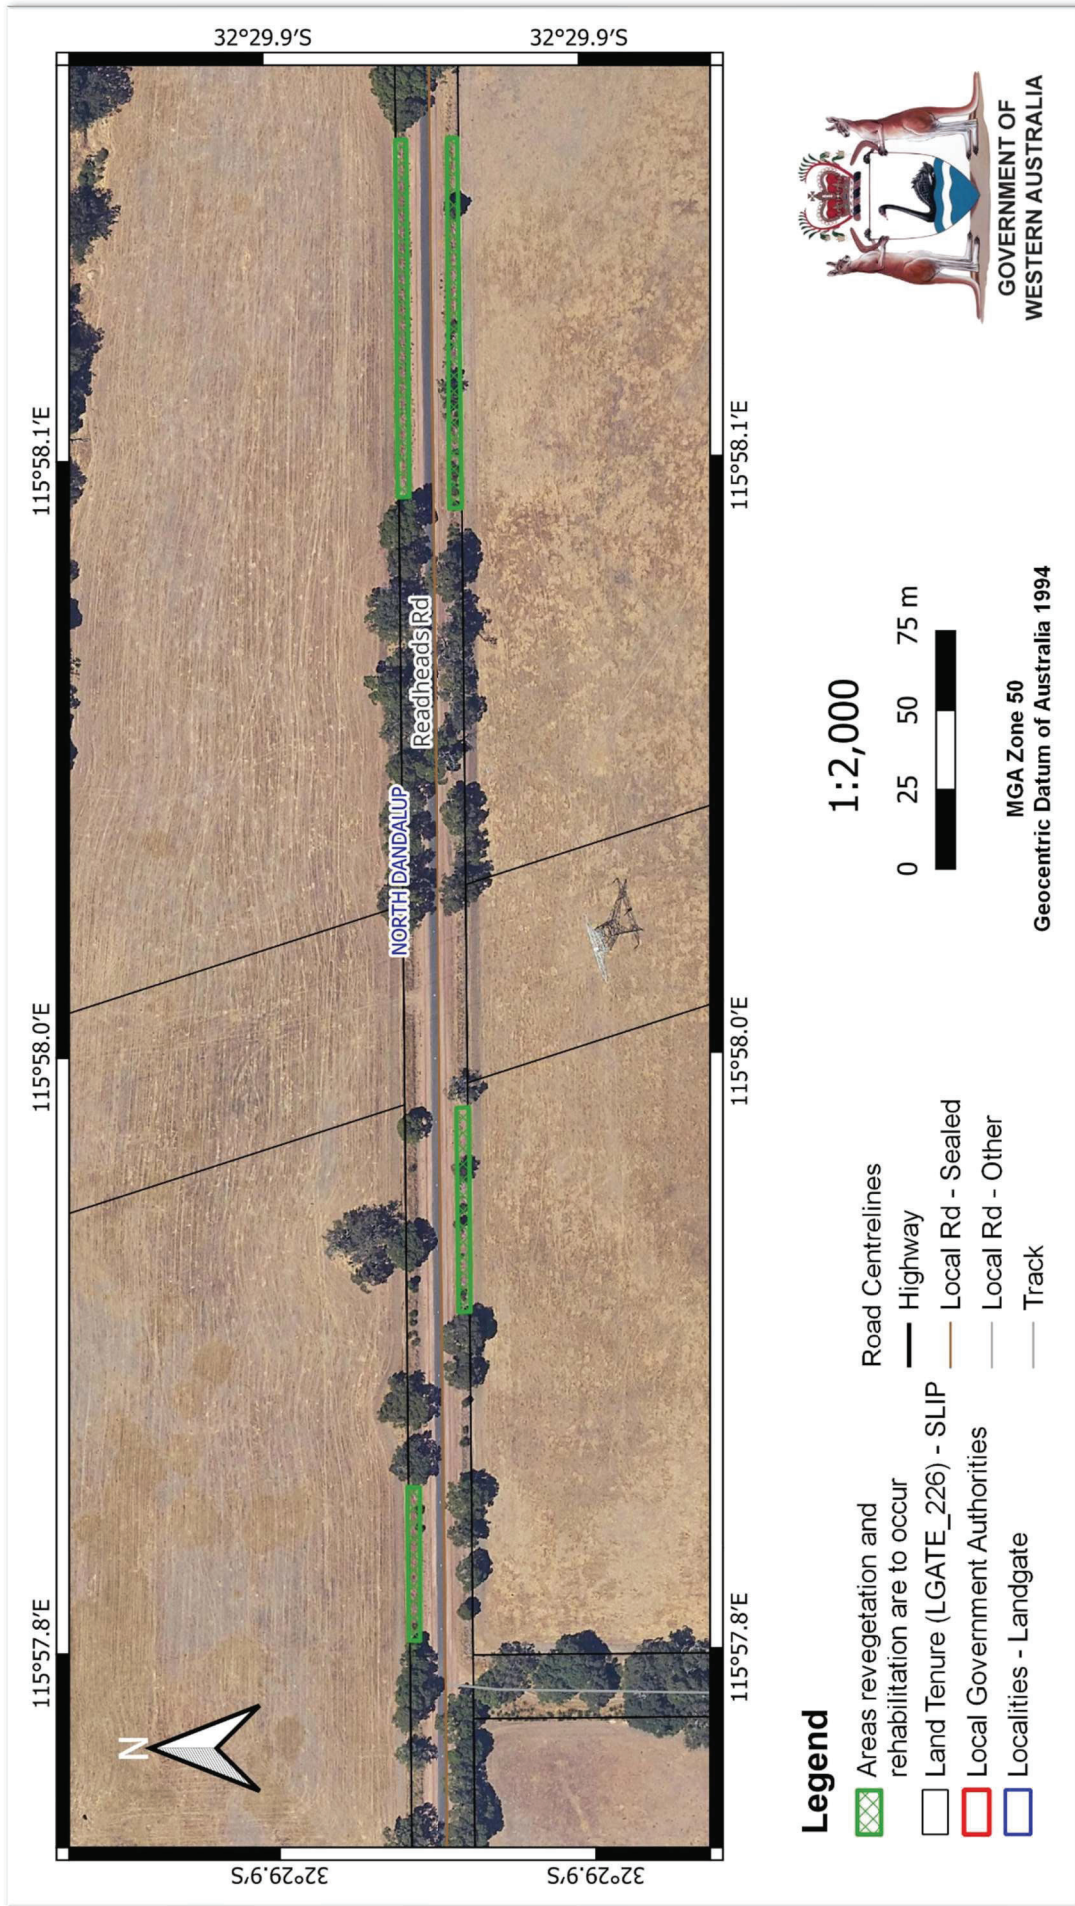 115°57.8'E
115°58.0'E
115°58.1'E
32°29.9'S
32°29.9'S
32°29.9'S
32°29.9'S
N
NORTH DANDALUP
Readheads Rd
115°57.8'E
115°58.0'E
115°58.1'E
Legend
Areas revegetation and
rehabilitation are to occur
Land Tenure (LGATE_226) - SLIP
Local Government Authorities
Localities - Landgate
Road Centrelines
Highway
Local Rd - Sealed
Local Rd - Other
Track
1:2,000
0 25 50 75 m
MGA Zone 50
Geocentric Datum of Australia 1994
GOVERNMENT OF
WESTERN AUSTRALIA